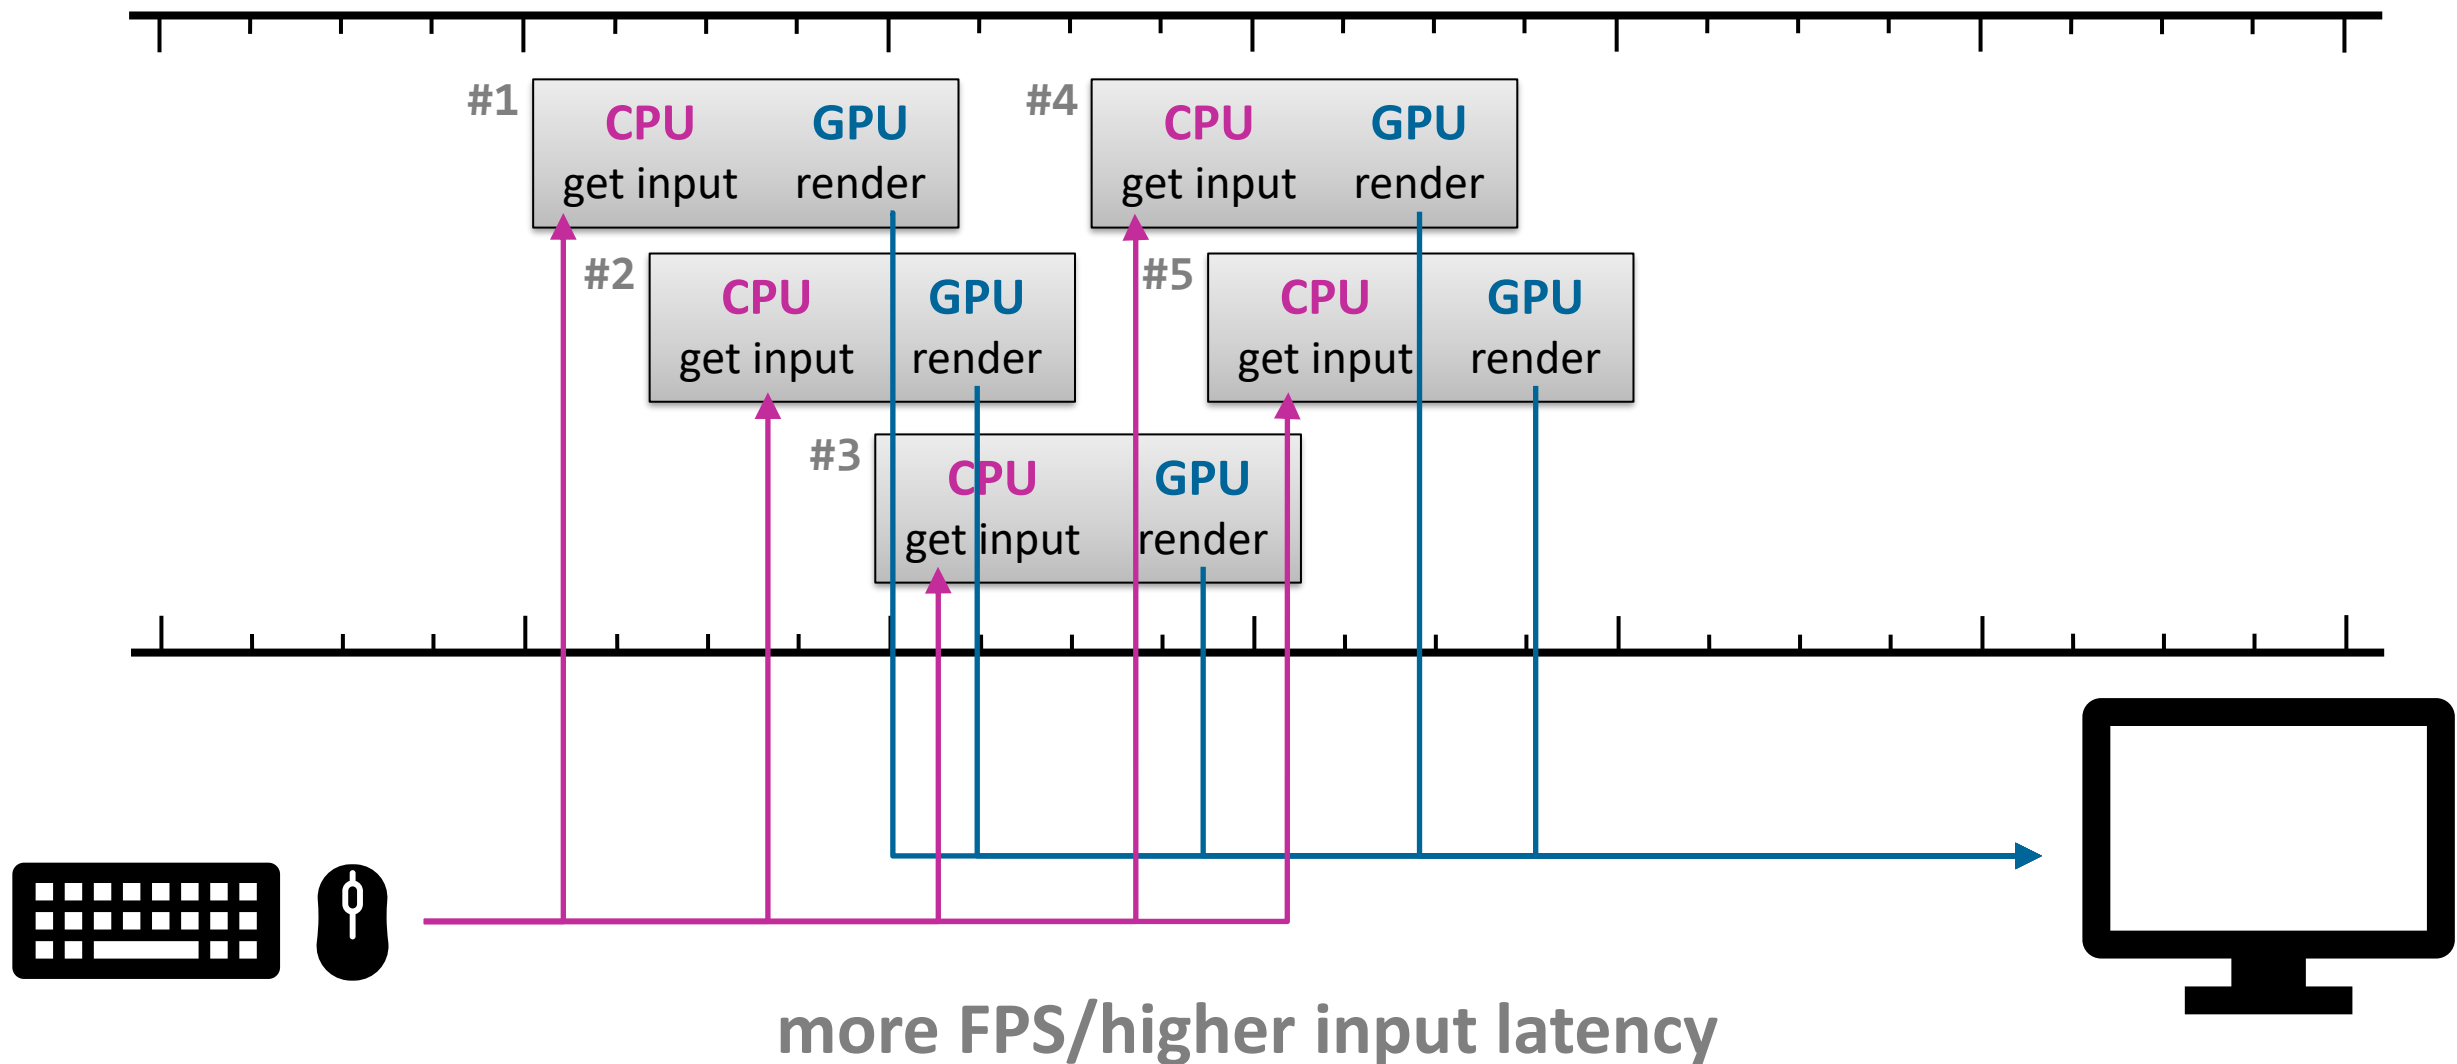 #1
CPU GPU
get input render
#4
CPU GPU
get input render
#2
CPU GPU
get input render
#5
CPU GPU
get input render
#3
CPU GPU
get input render
more FPS/higher input latency